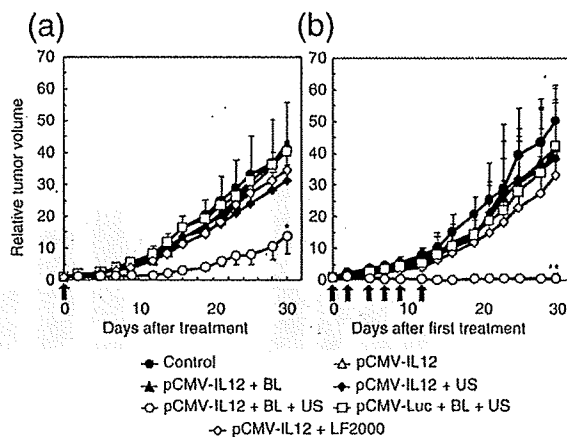 (a) (b)
Relative tumor volume
70 70
60 60
50 50
40 40
30 30
20 20
10 10
0 0
0 10 20 30 0 10 20 30
* **
Days after treatment Days after first treatment
Control pCMV-IL12
pCMV-IL12 + BL pCMV-IL12 + US
pCMV-IL12 + BL + US pCMV-Luc + BL + US
pCMV-IL12 + LF2000